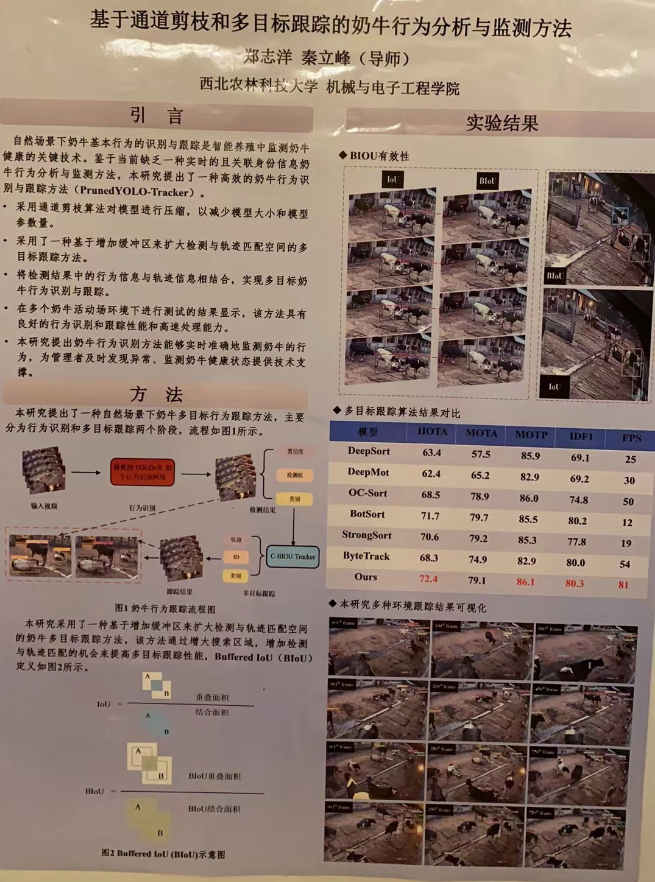 基于通道剪枝和多目标跟踪的奶牛行为分析与监测方法
郑志洋 秦立峰（导师）
西北农林科技大学 机械与电子工程学院
引 言
自然场景下奶牛基本行为的识别与跟踪是智能养殖中监测奶牛
健康的关键技术。鉴于当前缺乏一种实时的且关联身份信息奶
牛行为分析与监测方法，本研究提出了一种高效的奶牛行为识
别与跟踪方法（PrunedYOLO-Tracker）。
• 采用通道剪枝算法对模型进行压缩，以减少模型大小和模型
参数量。
• 采用了一种基于增加缓冲区来扩大检测与轨迹匹配空间的多
目标跟踪方法。
• 将检测结果中的行为信息与轨迹信息相结合，实现多目标奶
牛行为识别与跟踪。
• 在多个奶牛活动场环境下进行测试的结果显示，该方法具有
良好的行为识别和跟踪性能和高速处理能力。
• 本研究提出奶牛行为识别方法能够实时准确地监测奶牛的行
为，为管理者及时发现异常、监测奶牛健康状态提供技术支
撑。
方 法
本研究提出了一种自然场景下奶牛多目标行为跟踪方法，主要
分为行为识别和多目标跟踪两个阶段，流程如图1所示。
输入视频
行为识别
检测结果
置信度
检测框
类别
轨迹
ID
类别
C-BIOU Tracker
跟踪结果
多目标跟踪
图1 奶牛行为跟踪流程图
本研究采用了一种基于增加缓冲区来扩大检测与轨迹匹配空间
的奶牛多目标跟踪方法，该方法通过增大搜索区域，增加检测
与轨迹匹配的机会来提高多目标跟踪性能，Buffered IoU（BIoU）
定义如图2所示。
IoU =
A
B
重叠面积
A
B
结合面积
BIoU =
A
B
BIoU重叠面积
A
B
BIoU结合面积
图2 Buffered IoU (BIoU)示意图
实验结果
◆ BIOU有效性
IoU
BIoU
BIoU
IoU
◆ 多目标跟踪算法结果对比
模型 HOTA MOTA MOTP IDF1 FPS
DeepSort 63.4 57.5 85.9 69.1 25
DeepMot 62.4 65.2 82.9 69.2 30
OC-Sort 68.5 78.9 86.0 74.8 50
BotSort 71.7 79.7 85.5 80.2 12
StrongSort 70.6 79.2 85.3 77.8 19
ByteTrack 68.3 74.9 82.9 80.0 54
Ours 72.4 79.1 86.1 80.3 81
◆ 本研究多种环境跟踪结果可视化